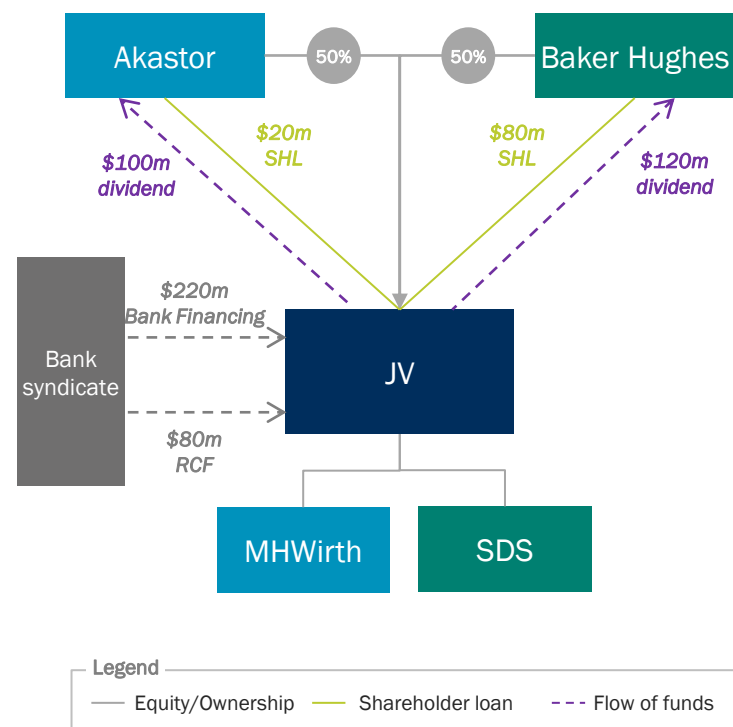 Akastor
50%
50%
Baker Hughes
$20m
SHL
$80m
SHL
$100m
dividend
$120m
dividend
$220m
Bank Financing
Bank
syndicate
JV
$80m
RCF
MHWirth
SDS
Legend
Equity/Ownership
Shareholder loan
Flow of funds